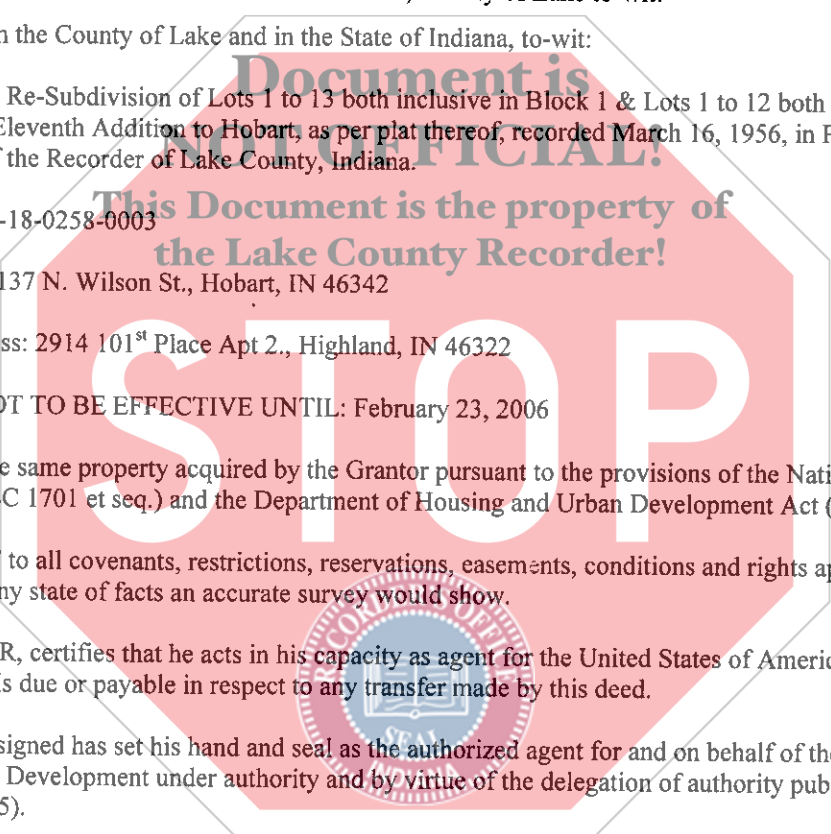 n the County of Lake and in the State of Indiana, to-wit:
Document is
Re-Subdivision of Lots 1 to 13 both inclusive in Block 1 & Lots 1 to 12 both
Eleventh Addition to Hobart, as per plat thereof, recorded March 16, 1956, in
NOT OFFICIAL!
the Recorder of Lake County, Indiana.
This Document is the property of
-18-0258-0003
the Lake County Recorder!
137 N. Wilson St., Hobart, IN 46342
ss: 2914 101st Place Apt 2., Highland, IN 46322
STOP
OT TO BE EFFECTIVE UNTIL: February 23, 2006
e same property acquired by the Grantor pursuant to the provisions of the Nati
C 1701 et seq.) and the Department of Housing and Urban Development Act (
to all covenants, restrictions, reservations, easements, conditions and rights ap
ny state of facts an accurate survey would show.
R, certifies that he acts in his capacity as agent for the United States of Americ
is due or payable in respect to any transfer made by this deed.
RECORDER'S OFFICE
SEAL
INDIANA
signed has set his hand and seal as the authorized agent for and on behalf of the
Development under authority and by virtue of the delegation of authority pub
5).